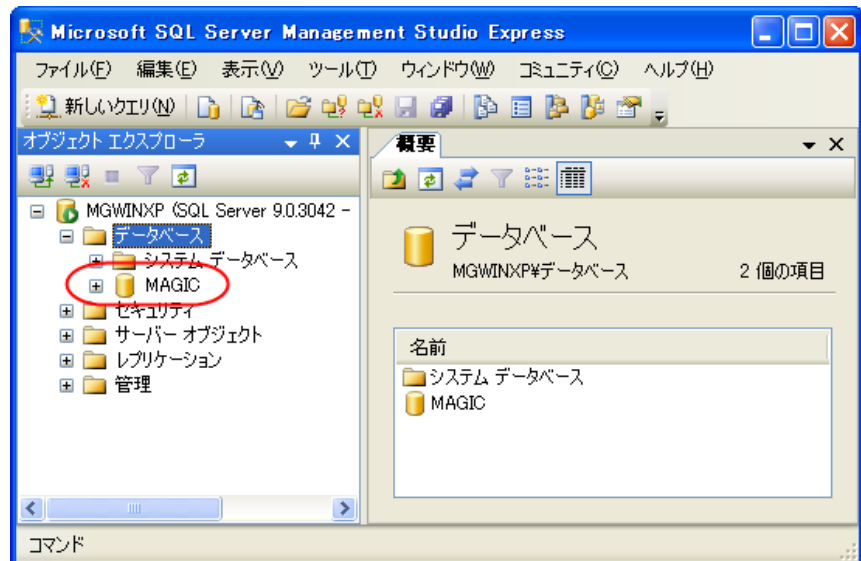 Microsoft SQL Server Management Studio Express
ファイル(F) 編集(E) 表示(V) ツール(T) ウィンドウ(W) コミュニティ(C) ヘルプ(H)
新しいクエリ(N)
オブジェクト エクスプローラ
MGWINXP (SQL Server 9.0.3042 -
データベース
システム データベース
MAGIC
セキュリティ
サーバー オブジェクト
レプリケーション
管理
概要
データベース
MGWINXP¥データベース 2 個の項目
名前
システム データベース
MAGIC
コマンド